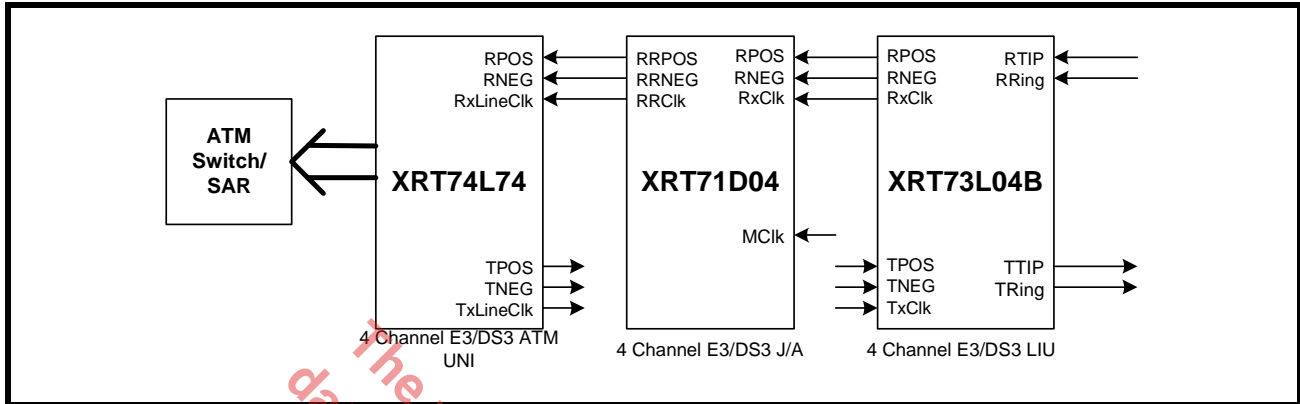 ATM
Switch/
SAR
RPOS
RNEG
RxLineClk
XRT74L74
TPOS
TNEG
TxLineClk
4 Channel E3/DS3 ATM
UNI
RRPOS
RRNEG
RRClk
RPOS
RNEG
RxClk
XRT71D04
MClk
4 Channel E3/DS3 J/A
RPOS
RNEG
RxClk
RTIP
RRing
XRT73L04B
TPOS
TNEG
TxClk
TTIP
TRing
4 Channel E3/DS3 LIU
The
da